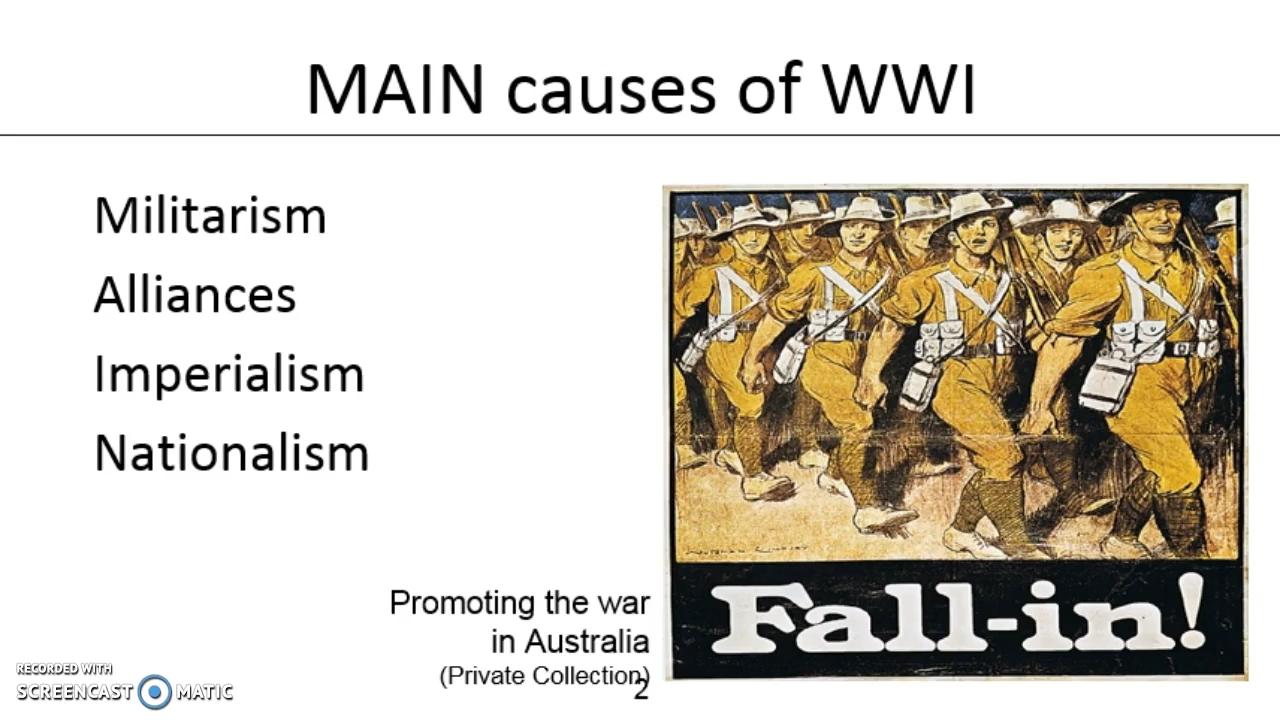 MAIN causes of WWI
Militarism
Alliances
Imperialism
Nationalism
Promoting the war
in Australia
(Private Collection)
2
Fall-in!
RECORDED WITH
SCREENCAST MATIC